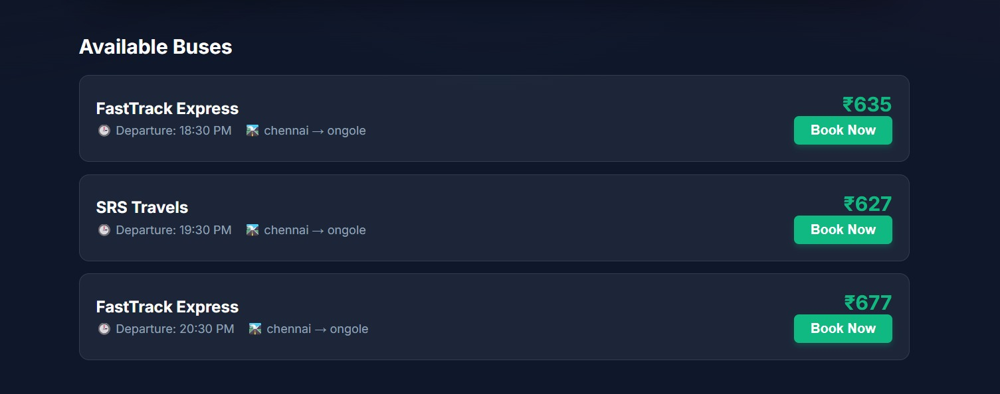 Available Buses
FastTrack Express
₹635
Departure: 18:30 PM chennai → ongole
Book Now
SRS Travels
₹627
Departure: 19:30 PM chennai → ongole
Book Now
FastTrack Express
₹677
Departure: 20:30 PM chennai → ongole
Book Now